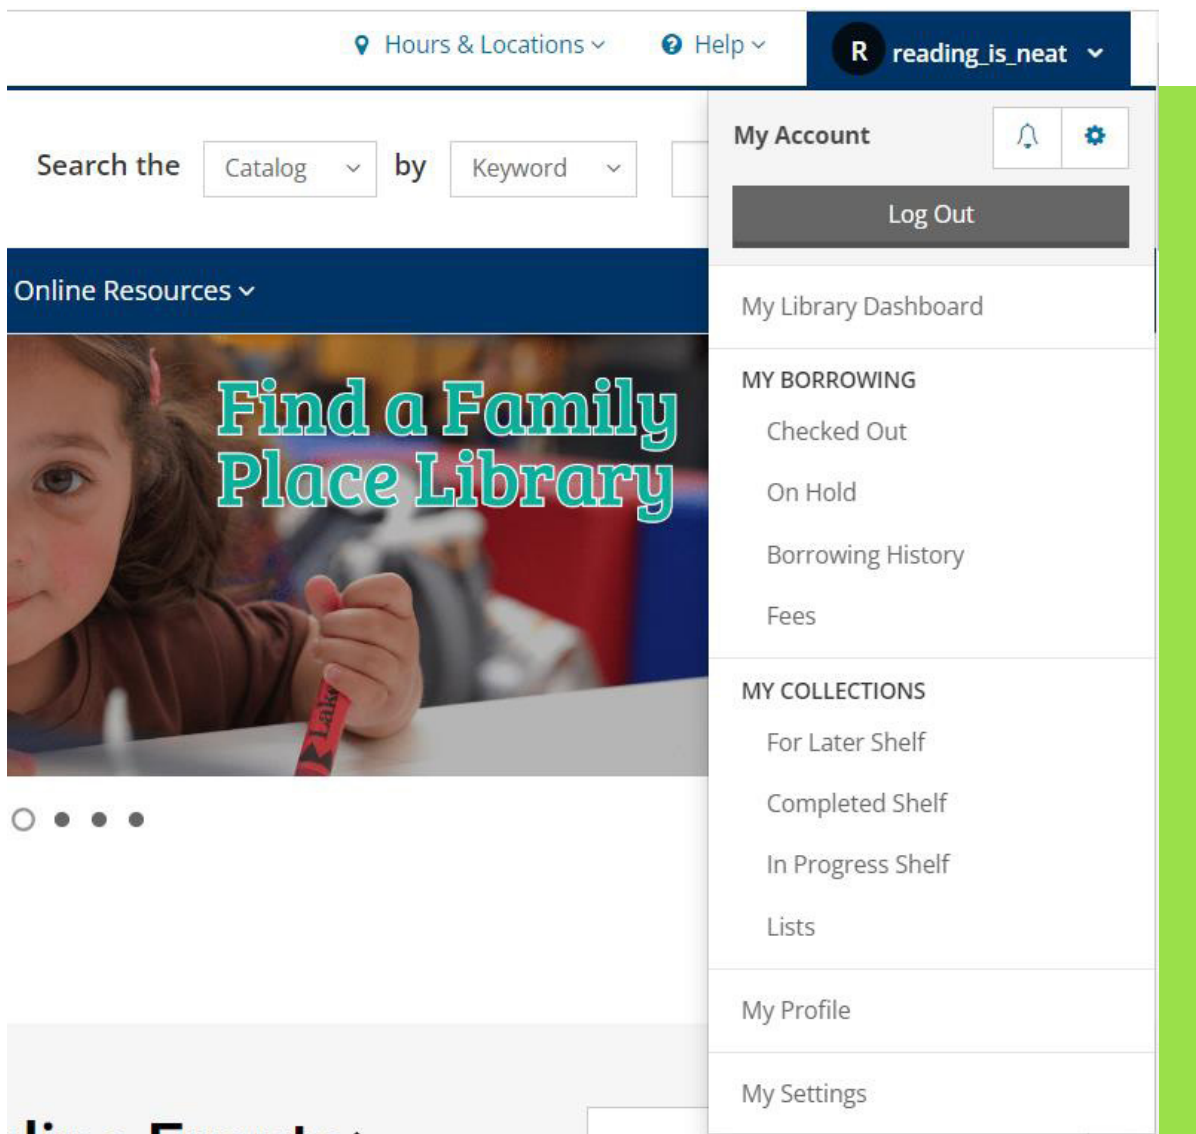 Hours & Locations
Help
R reading_is_neat
My Account
Search the Catalog by Keyword
Log Out
Online Resources
My Library Dashboard
Find a Family
Place Library
MY BORROWING
Checked Out
On Hold
Borrowing History
Fees
Lake
MY COLLECTIONS
For Later Shelf
Completed Shelf
In Progress Shelf
Lists
My Profile
My Settings